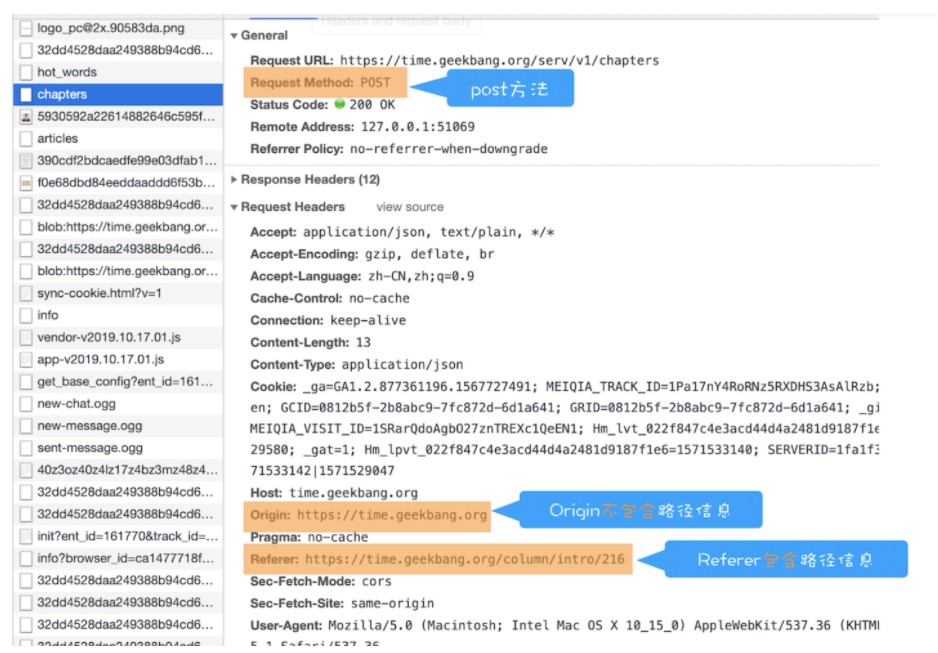 Headers and request body
logo_pc@2x.90583da.png
32dd4528daa249388b94cd6...
hot_words
chapters
5930592a22614882646c595f...
articles
390cdf2bdcaedfe99e03dfab1...
f0e68dbd84eeddaaddd6f53b...
32dd4528daa249388b94cd6...
blob:https://time.geekbang.or...
32dd4528daa249388b94cd6...
blob:https://time.geekbang.or...
sync-cookie.html?v=1
info
vendor-v2019.10.17.01.js
app-v2019.10.17.01.js
get_base_config?ent_id=161...
new-chat.ogg
new-message.ogg
sent-message.ogg
40z3oz40z4lz17z4bz3mz48z4...
32dd4528daa249388b94cd6...
32dd4528daa249388b94cd6...
init?ent_id=161770&track_id=...
info?browser_id=ca1477718f...
32dd4528daa249388b94cd6...
32dd4528daa249388b94cd6...
32dd4528daa249388b94cd6...
32dd4528daa249388b94cd6
General
Request URL: https://time.geekbang.org/serv/v1/chapters
Request Method: POST
post方法
Status Code: 200 OK
Remote Address: 127.0.0.1:51069
Referrer Policy: no-referrer-when-downgrade
Response Headers (12)
Request Headers view source
Accept: application/json, text/plain, */*
Accept-Encoding: gzip, deflate, br
Accept-Language: zh-CN,zh;q=0.9
Cache-Control: no-cache
Connection: keep-alive
Content-Length: 13
Content-Type: application/json
Cookie: _ga=GA1.2.877361196.1567727491; MEIQIA_TRACK_ID=1Pa17nY4RoRNz5RXDHS3AsAlRzb;
en; GCID=0812b5f-2b8abc9-7fc872d-6d1a641; GRID=0812b5f-2b8abc9-7fc872d-6d1a641; _gi
MEIQIA_VISIT_ID=1SRarQdoAgbO27znTREXc1QeEN1; Hm_lvt_022f847c4e3acd44d4a2481d9187f1e
29580; _gat=1; Hm_lpvt_022f847c4e3acd44d4a2481d9187f1e6=1571533140; SERVERID=1fa1f3
71533142|1571529047
Host: time.geekbang.org
Origin: https://time.geekbang.org
Origin不包含路径信息
Pragma: no-cache
Referer: https://time.geekbang.org/column/intro/216
Referer包含路径信息
Sec-Fetch-Mode: cors
Sec-Fetch-Site: same-origin
User-Agent: Mozilla/5.0 (Macintosh; Intel Mac OS X 10_15_0) AppleWebKit/537.36 (KHTM
5.1 Safari/537.36